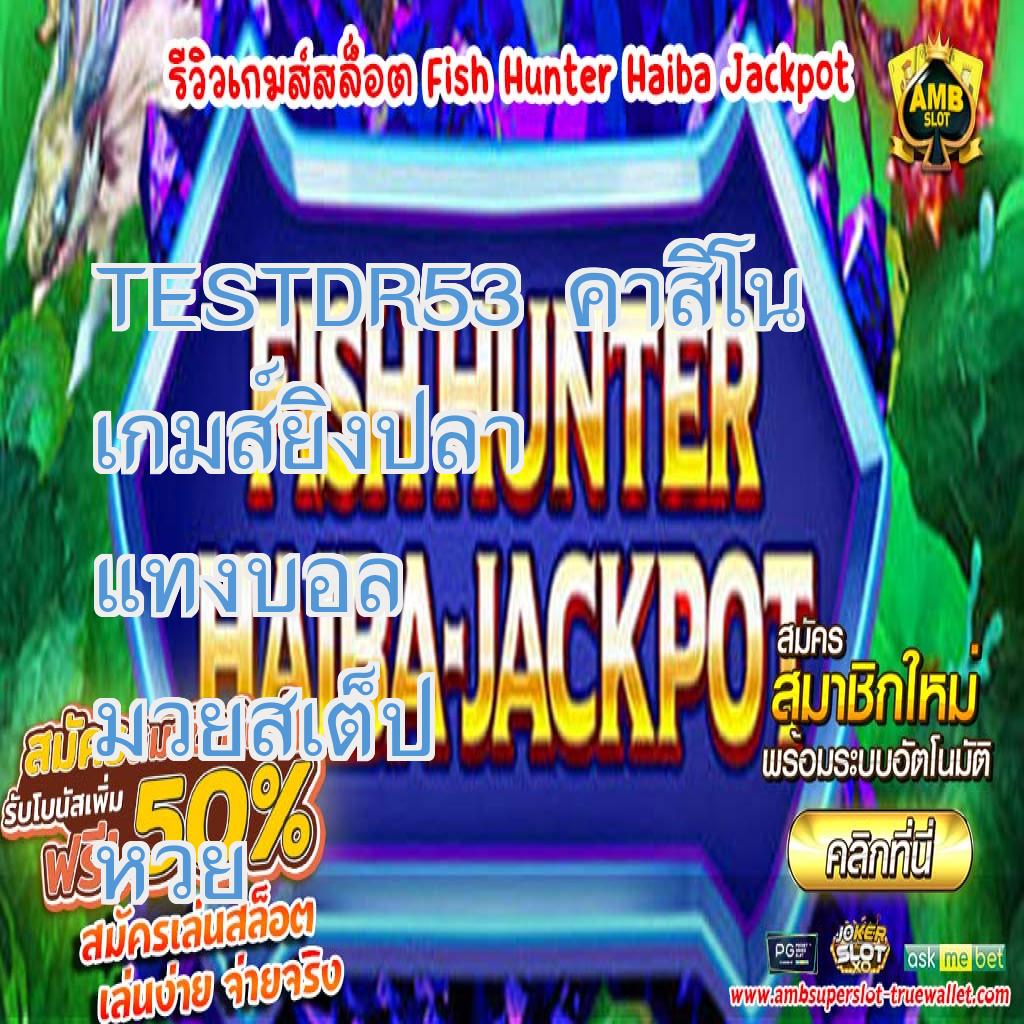 รีวิวเกมส์สล็อต Fish Hunter Haiba Jackpot
AMB
SLOT
TESTDR53 คาสิโน
FISH HUNTER
เกมส์ยิงปลา
แทงบอล
HAIBA·JACKPOT
มวยสเต็ป
หวย
สมัคร
สมาชิกใหม่
พร้อมระบบอัตโนมัติ
คลิกที่นี่
รับโบนัสเพิ่ม
ฟรี 50%
สมัครเล่นสล็อต
เล่นง่าย จ่ายจริง
PG
JOKER
SLOT
XO
ask me bet
www.ambsuperslot-truewallet.com